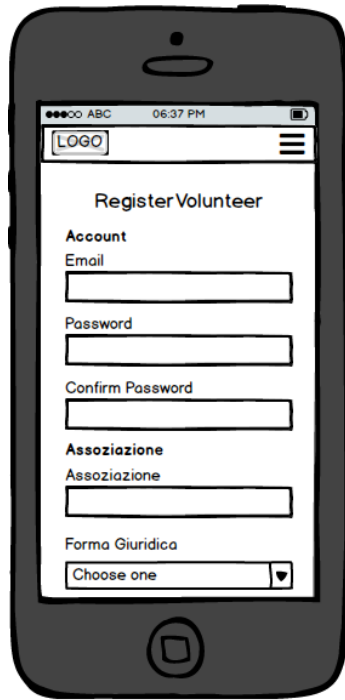 ABC 06:37 PM
LOGO
Register Volunteer
Account
Email
Password
Confirm Password
Assoziazione
Assoziazione
Forma Giuridica
Choose one